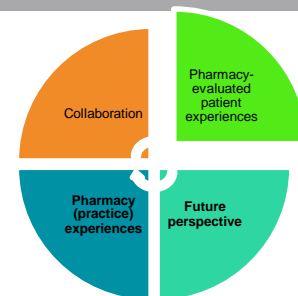 Collaboration
Pharmacy-
evaluated
patient
experiences
Pharmacy
(practice)
experiences
Future
perspective